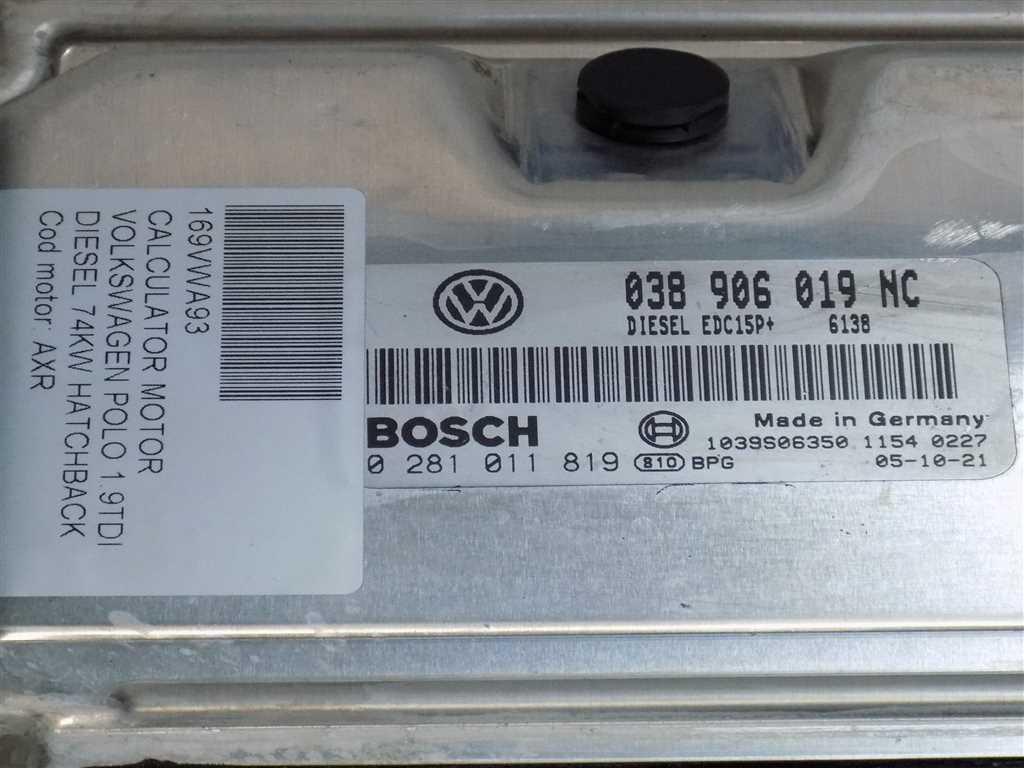 169VWA93
CALCULATOR MOTOR
VOLKSWAGEN POLO 1.9TDI
DIESEL 74KW HATCHBACK
Cod motor: AXR
038 906 019 NC
DIESEL EDC15P+ 6138
BOSCH
Made in Germany
0 281 011 819 810 BPG
1039S06350 1154 0227
05-10-21